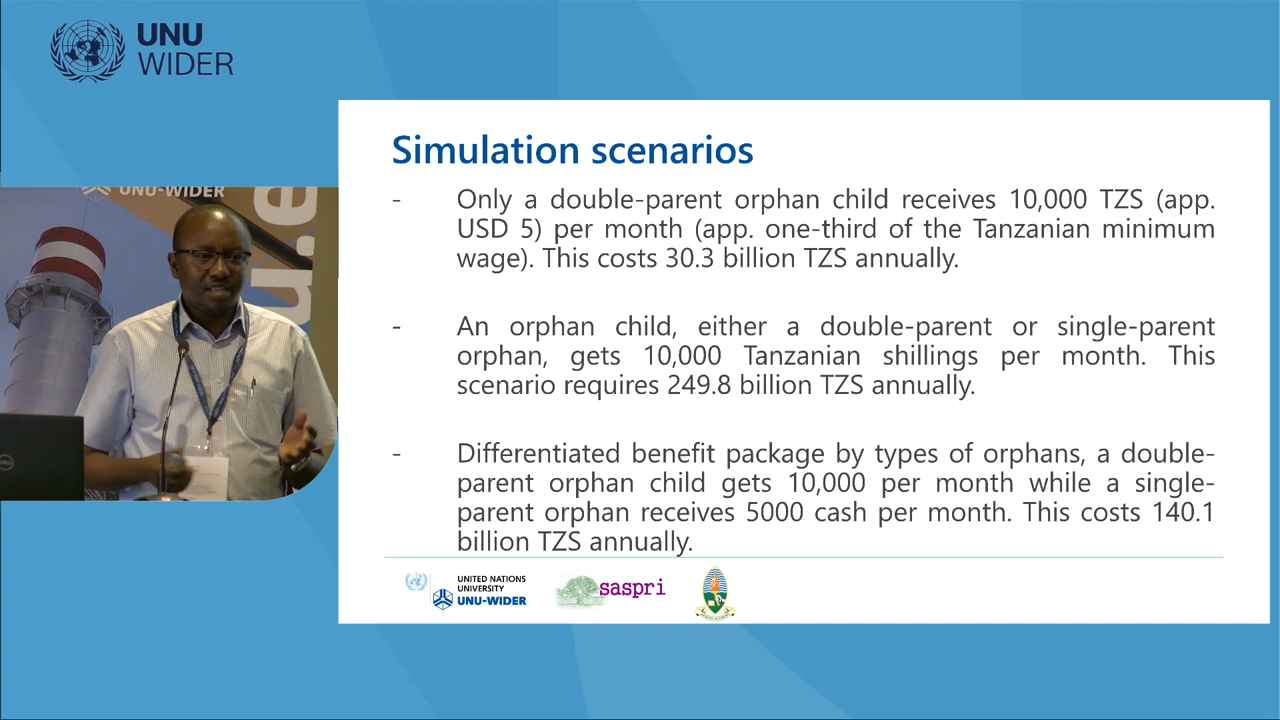 UNU
WIDER
UNU-WIDER
u.e
Simulation scenarios
- Only a double-parent orphan child receives 10,000 TZS (app.
USD 5) per month (app. one-third of the Tanzanian minimum
wage). This costs 30.3 billion TZS annually.
- An orphan child, either a double-parent or single-parent
orphan, gets 10,000 Tanzanian shillings per month. This
scenario requires 249.8 billion TZS annually.
- Differentiated benefit package by types of orphans, a double-
parent orphan child gets 10,000 per month while a single-
parent orphan receives 5000 cash per month. This costs 140.1
billion TZS annually.
UNITED NATIONS
UNIVERSITY
UNU-WIDER
saspri
DELL